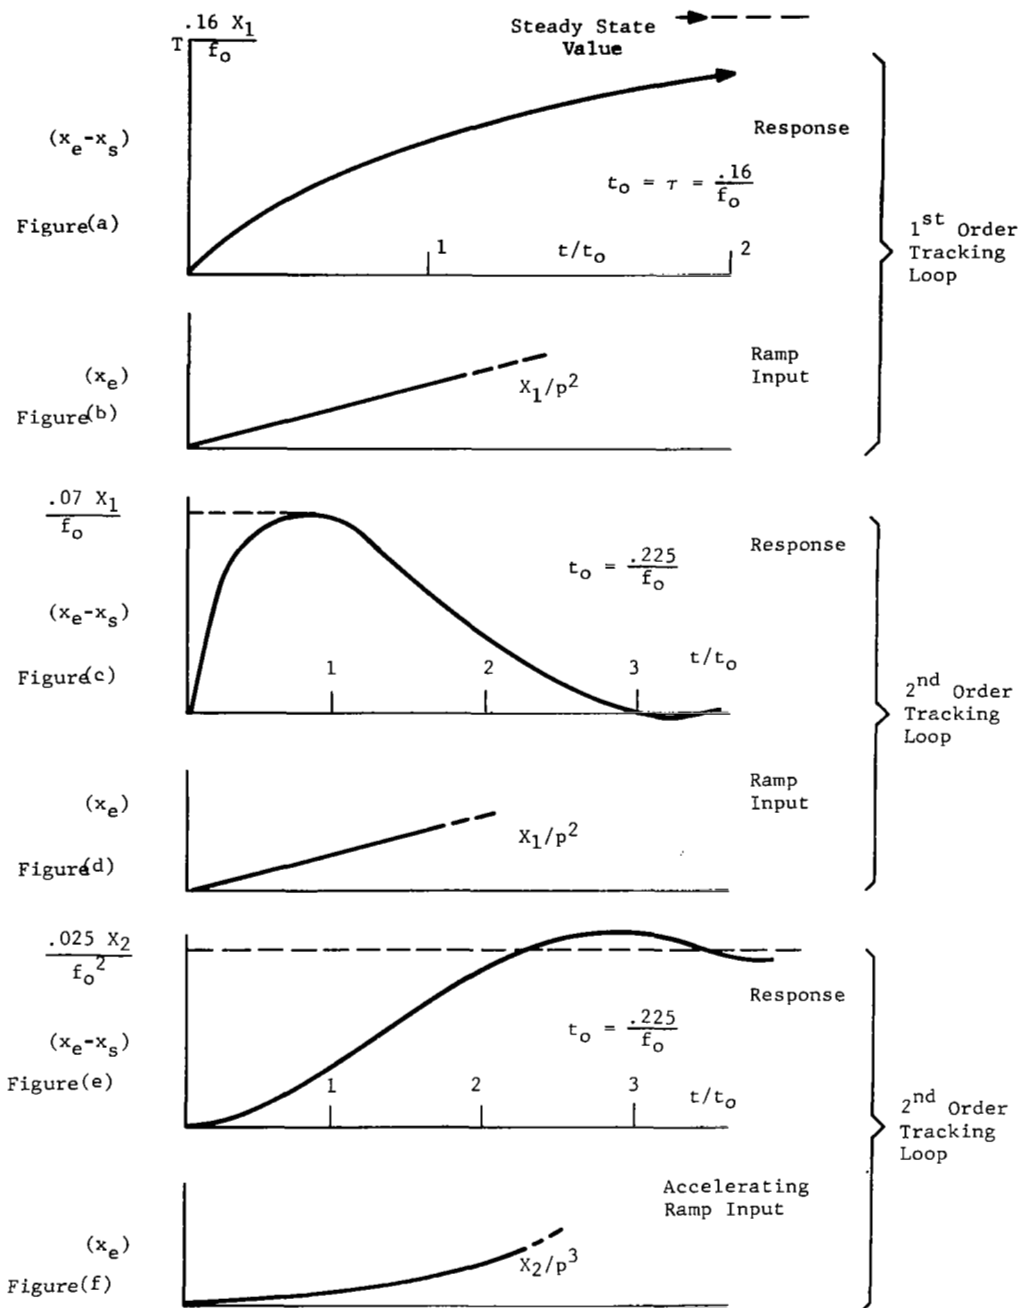 .16 X1
T
fo
Steady State
Value
(xe-xs)
Response
to = τ = .16
fo
Figure(a)
1
t/to
2
1st Order
Tracking
Loop
(xe)
Ramp
Input
X1/p2
Figure(b)
.07 X1
fo
Response
to = .225
fo
(xe-xs)
Figure(c)
1
2
3
t/to
2nd Order
Tracking
Loop
(xe)
Ramp
Input
X1/p2
Figure(d)
.025 X2
fo2
Response
to = .225
fo
(xe-xs)
Figure(e)
1
2
3
t/to
2nd Order
Tracking
Loop
Accelerating
Ramp Input
(xe)
X2/p3
Figure(f)